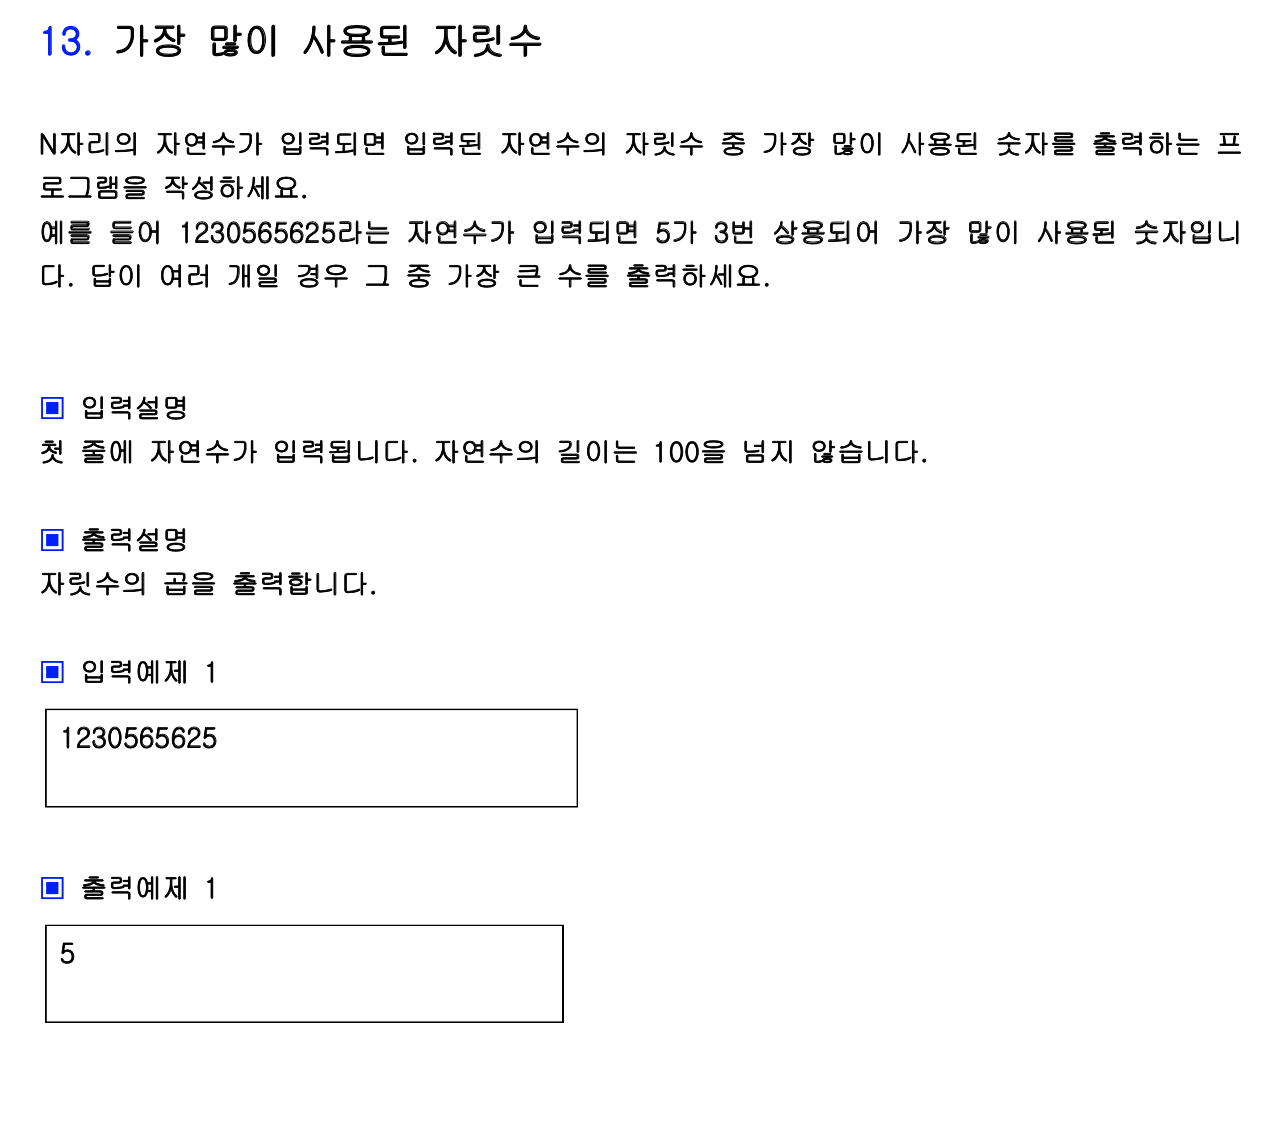 13. 가장 많이 사용된 자릿수
N자리의 자연수가 입력되면 입력된 자연수의 자릿수 중 가장 많이 사용된 숫자를 출력하는 프
로그램을 작성하세요.
예를 들어 1230565625라는 자연수가 입력되면 5가 3번 상용되어 가장 많이 사용된 숫자입니
다. 답이 여러 개일 경우 그 중 가장 큰 수를 출력하세요.
▣ 입력설명
첫 줄에 자연수가 입력됩니다. 자연수의 길이는 100을 넘지 않습니다.
▣ 출력설명
자릿수의 곱을 출력합니다.
▣ 입력예제 1
1230565625
▣ 출력예제 1
5